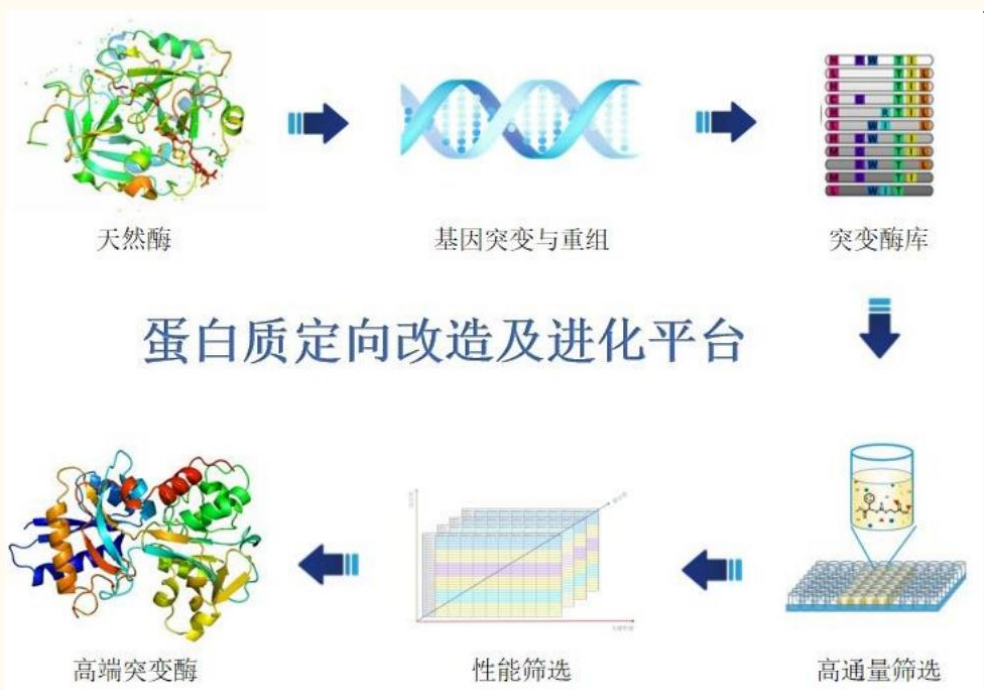 天然酶
基因突变与重组
突变酶库
蛋白质定向改造及进化平台
高端突变酶
性能筛选
高通量筛选